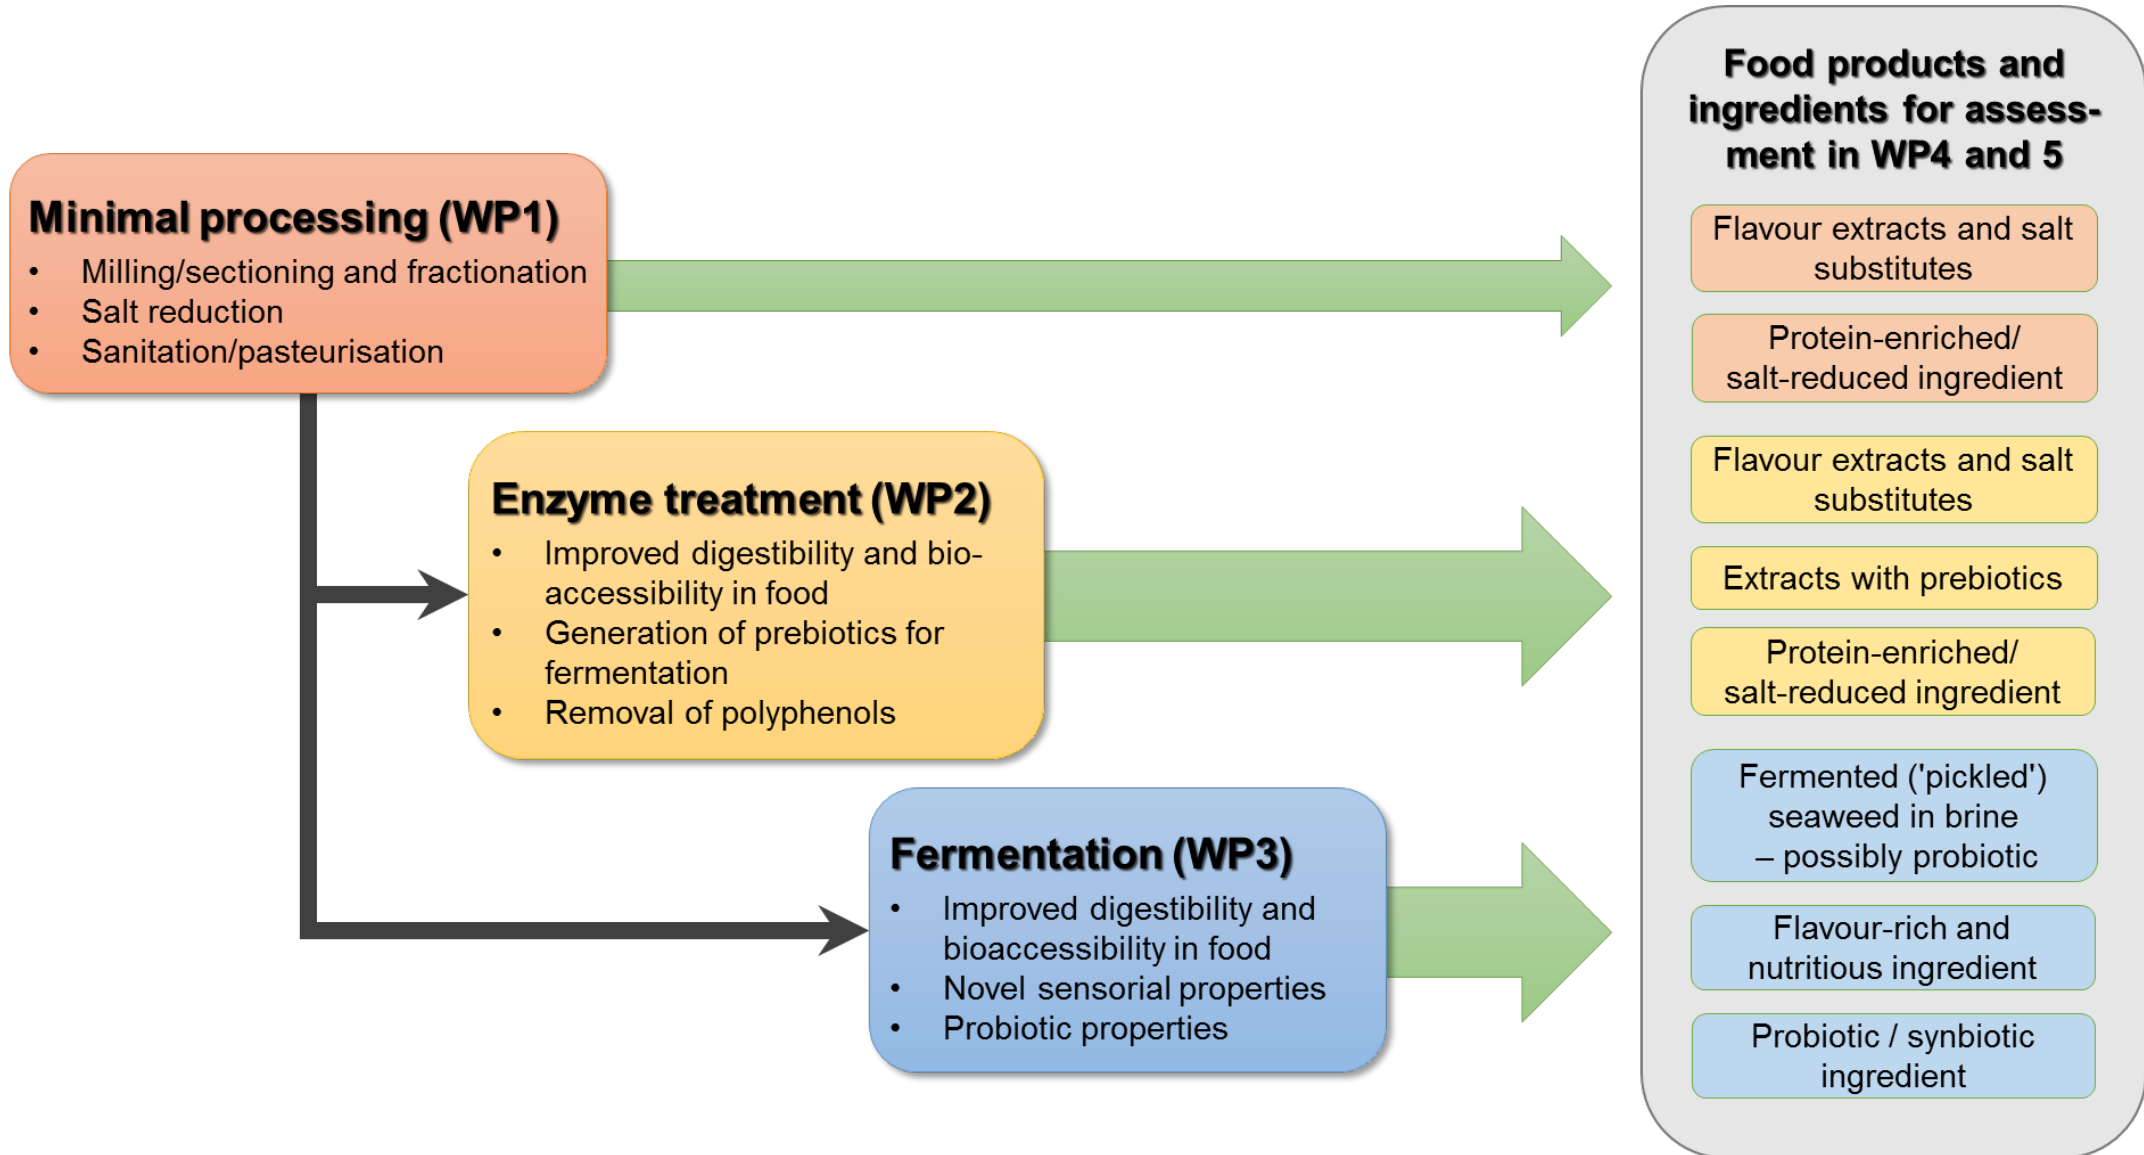 Minimal processing (WP1)
• Milling/sectioning and fractionation
• Salt reduction
• Sanitation/pasteurisation
Enzyme treatment (WP2)
• Improved digestibility and bio-
accessibility in food
• Generation of prebiotics for
fermentation
• Removal of polyphenols
Fermentation (WP3)
• Improved digestibility and
bioaccessibility in food
• Novel sensorial properties
• Probiotic properties
Food products and
ingredients for assess-
ment in WP4 and 5
Flavour extracts and salt
substitutes
Protein-enriched/
salt-reduced ingredient
Flavour extracts and salt
substitutes
Extracts with prebiotics
Protein-enriched/
salt-reduced ingredient
Fermented ('pickled')
seaweed in brine
– possibly probiotic
Flavour-rich and
nutritious ingredient
Probiotic / synbiotic
ingredient